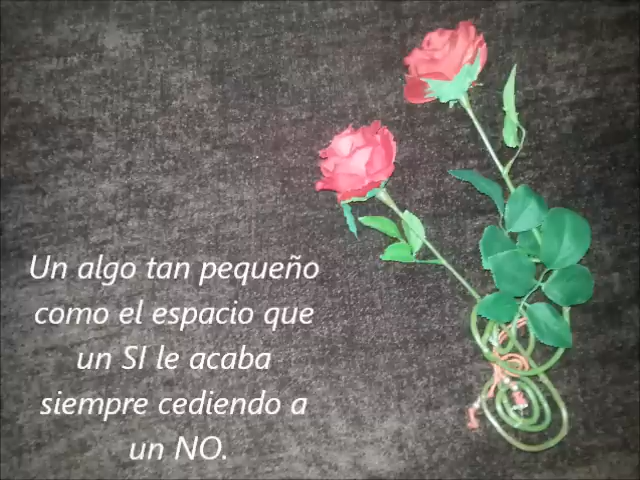 Un algo tan pequeño
como el espacio que
un SI le acaba
siempre cediendo a
un NO.